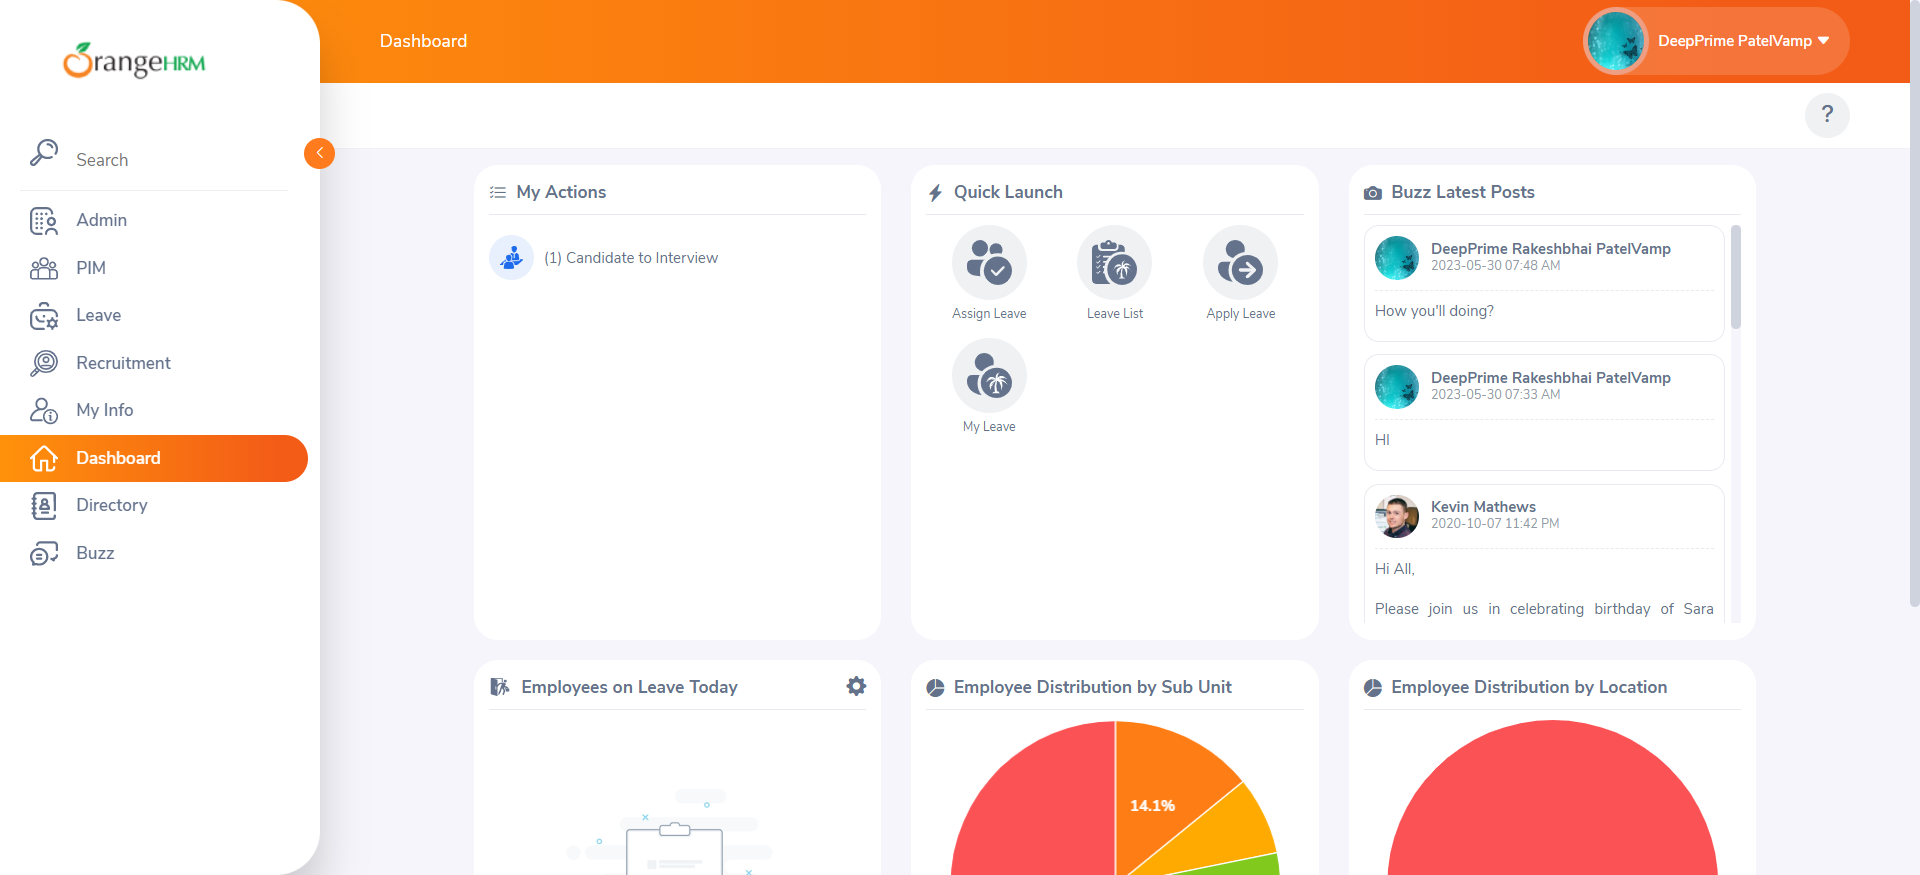 OrangeHRM
Search
Admin
PIM
Leave
Recruitment
My Info
Dashboard
Directory
Buzz
Dashboard
DeepPrime PatelVamp
?
My Actions
(1) Candidate to Interview
Quick Launch
Assign Leave
Leave List
Apply Leave
My Leave
Buzz Latest Posts
DeepPrime Rakeshbhai PatelVamp
2023-05-30 07:48 AM
How you'll doing?
DeepPrime Rakeshbhai PatelVamp
2023-05-30 07:33 AM
HI
Kevin Mathews
2020-10-07 11:42 PM
Hi All,
Please join us in celebrating birthday of Sara
Employees on Leave Today
Employee Distribution by Sub Unit
14.1%
Employee Distribution by Location